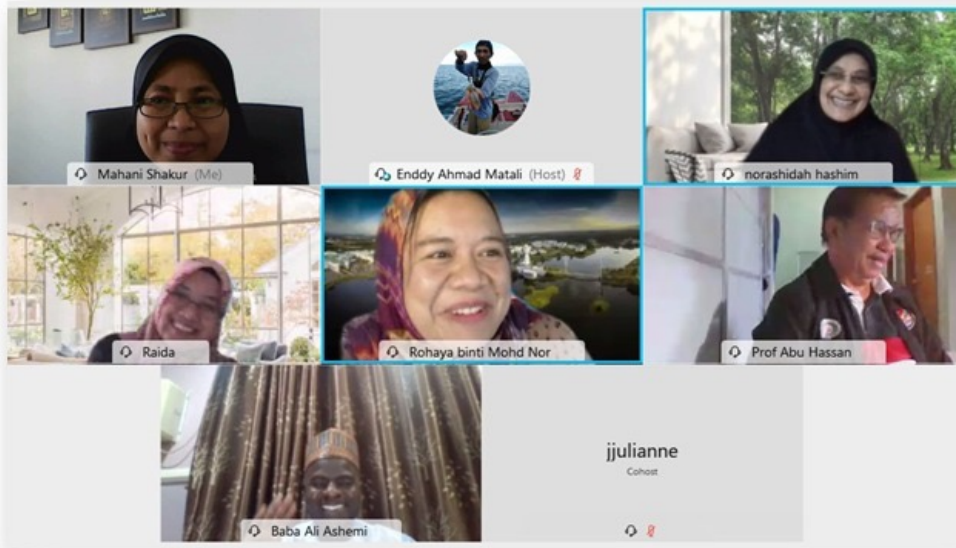 Mahani Shakur (Me)
Enddy Ahmad Matali (Host)
norashidah hashim
Raida
Rohaya binti Mohd Nor
Prof Abu Hassan
Baba Ali Ashemi
jjulianne
Cohost